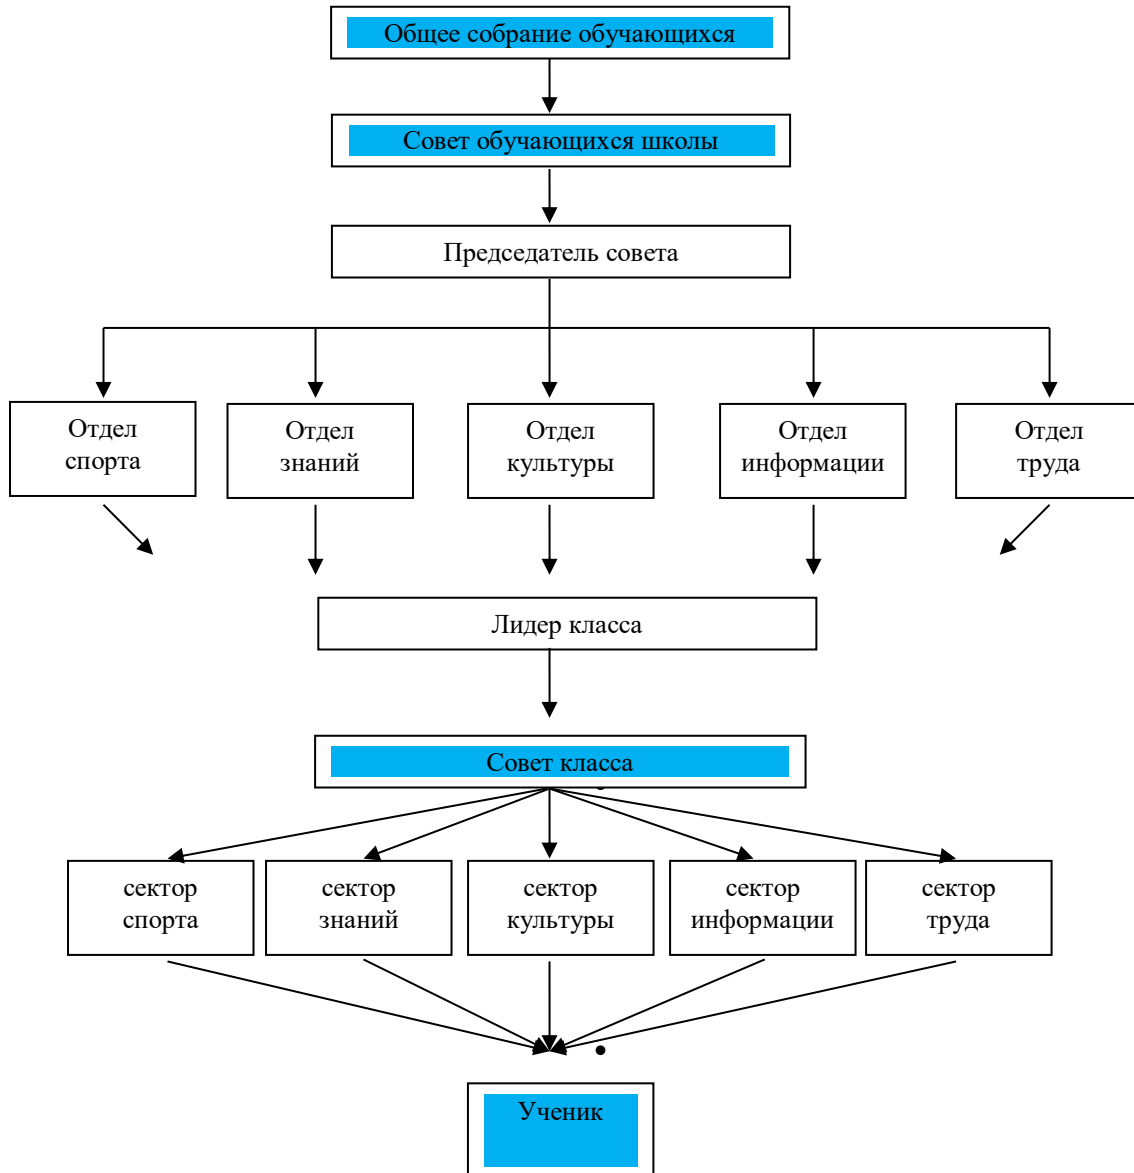 Общее собрание обучающихся
Совет обучающихся школы
Председатель совета
Отдел
спорта
Отдел
знаний
Отдел
культуры
Отдел
информации
Отдел
труда
Лидер класса
Совет класса
сектор
спорта
сектор
знаний
сектор
культуры
сектор
информации
сектор
труда
Ученик